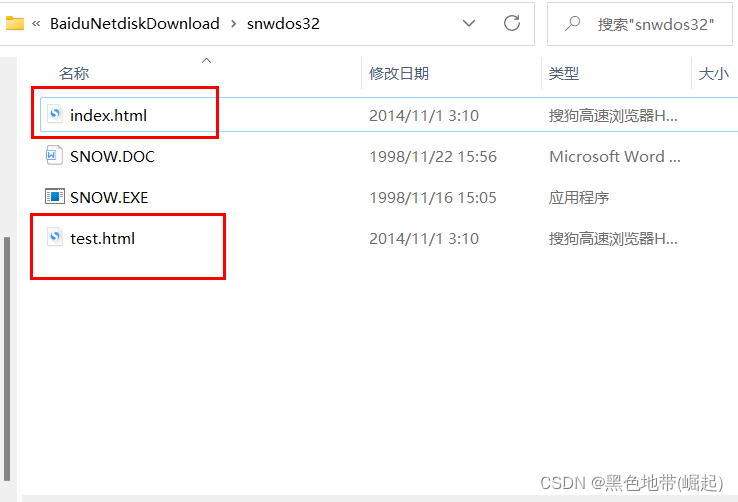 « BaiduNetdiskDownload › snwdos32 搜索"snwdos32"
名称 修改日期 类型 大小
index.html 2014/11/1 3:10 搜狗高速浏览器H...
SNOW.DOC 1998/11/22 15:56 Microsoft Word ...
SNOW.EXE 1998/11/16 15:05 应用程序
test.html 2014/11/1 3:10 搜狗高速浏览器H...
CSDN @黑色地带(崛起)